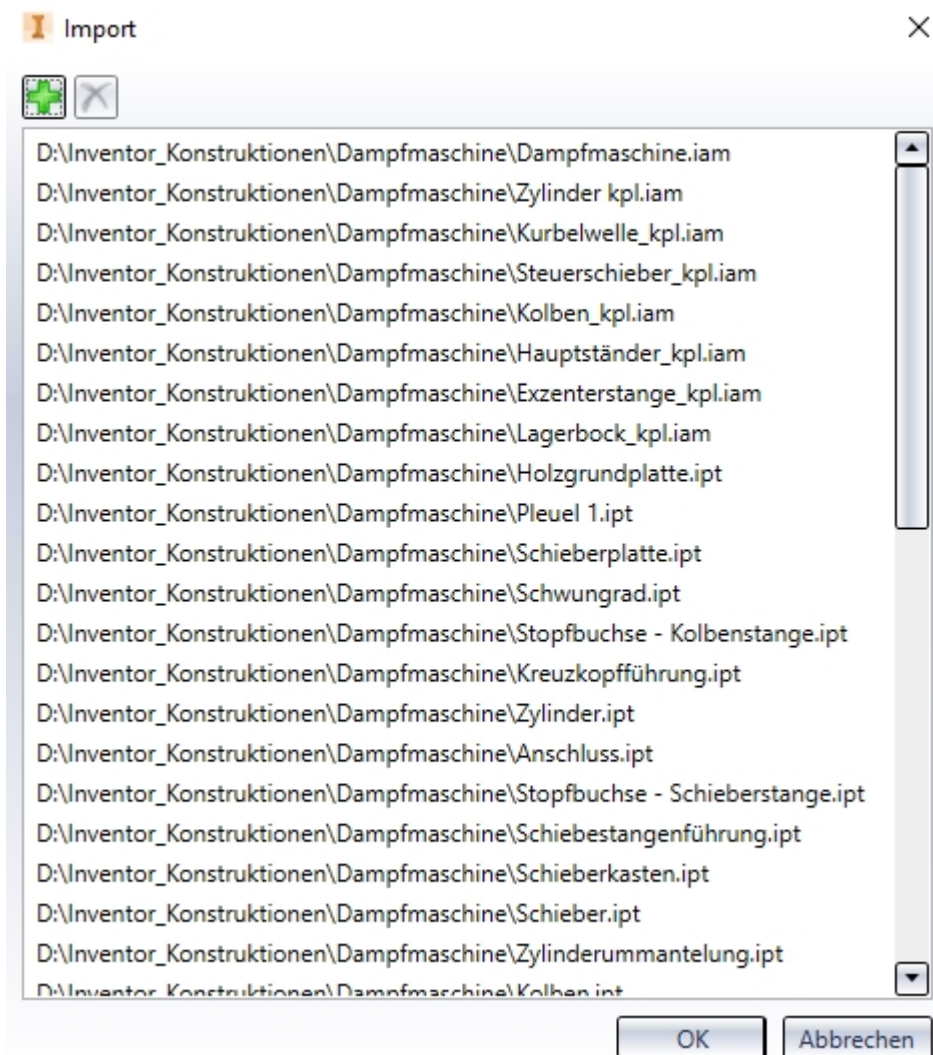 Import
D:\Inventor_Konstruktionen\Dampfmaschine\Dampfmaschine.iam
D:\Inventor_Konstruktionen\Dampfmaschine\Zylinder kpl.iam
D:\Inventor_Konstruktionen\Dampfmaschine\Kurbelwelle_kpl.iam
D:\Inventor_Konstruktionen\Dampfmaschine\Steuerschieber_kpl.iam
D:\Inventor_Konstruktionen\Dampfmaschine\Kolben_kpl.iam
D:\Inventor_Konstruktionen\Dampfmaschine\Hauptständer_kpl.iam
D:\Inventor_Konstruktionen\Dampfmaschine\Exzenterstange_kpl.iam
D:\Inventor_Konstruktionen\Dampfmaschine\Lagerbock_kpl.iam
D:\Inventor_Konstruktionen\Dampfmaschine\Holzgrundplatte.ipt
D:\Inventor_Konstruktionen\Dampfmaschine\Pleuel 1.ipt
D:\Inventor_Konstruktionen\Dampfmaschine\Schieberplatte.ipt
D:\Inventor_Konstruktionen\Dampfmaschine\Schwungrad.ipt
D:\Inventor_Konstruktionen\Dampfmaschine\Stopfbuchse - Kolbenstange.ipt
D:\Inventor_Konstruktionen\Dampfmaschine\Kreuzkopfführung.ipt
D:\Inventor_Konstruktionen\Dampfmaschine\Zylinder.ipt
D:\Inventor_Konstruktionen\Dampfmaschine\Anschluss.ipt
D:\Inventor_Konstruktionen\Dampfmaschine\Stopfbuchse - Schieberstange.ipt
D:\Inventor_Konstruktionen\Dampfmaschine\Schiebestangenführung.ipt
D:\Inventor_Konstruktionen\Dampfmaschine\Schieberkasten.ipt
D:\Inventor_Konstruktionen\Dampfmaschine\Schieber.ipt
D:\Inventor_Konstruktionen\Dampfmaschine\Zylinderummantelung.ipt
D:\Inventor_Konstruktionen\Dampfmaschine\Kolben.ipt
OK
Abbrechen